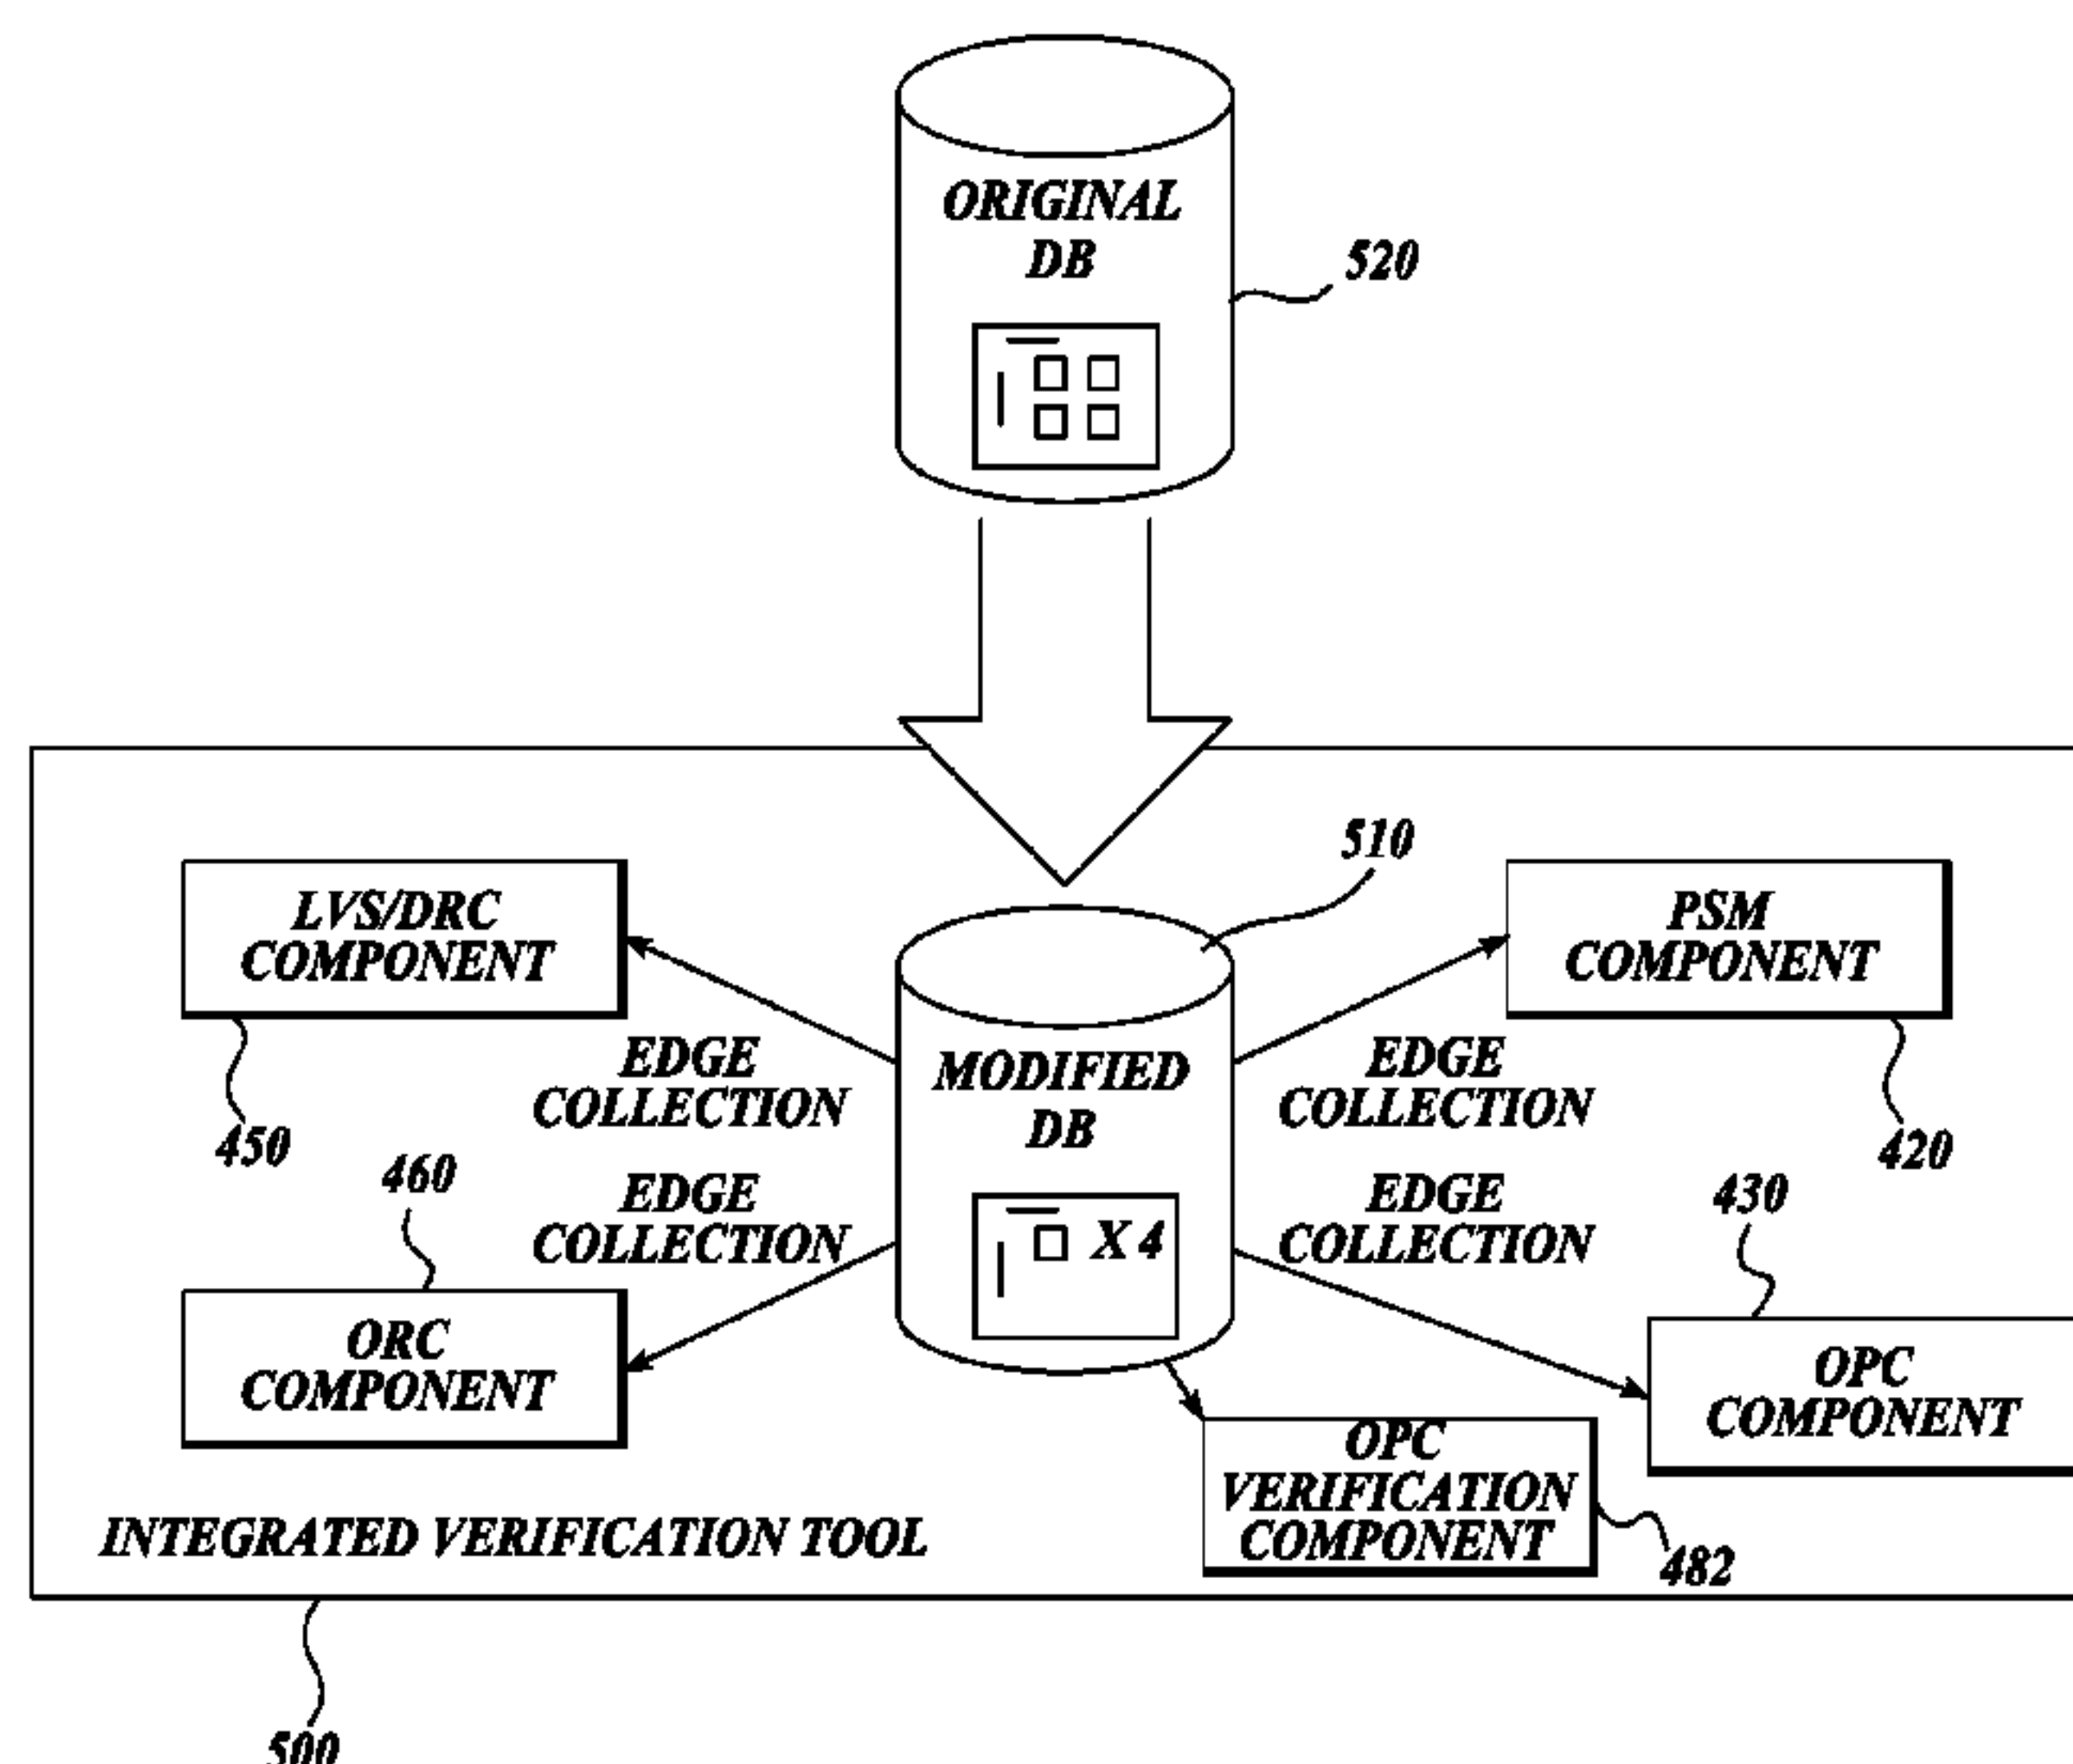 ORIGINAL
DB
520
510
LVS/DRC
COMPONENT
PSM
COMPONENT
EDGE
COLLECTION
MODIFIED
DB
EDGE
COLLECTION
450
420
460
EDGE
COLLECTION
EDGE
COLLECTION
430
X 4
ORC
COMPONENT
OPC
COMPONENT
OPC
VERIFICATION
COMPONENT
INTEGRATED VERIFICATION TOOL
482
500